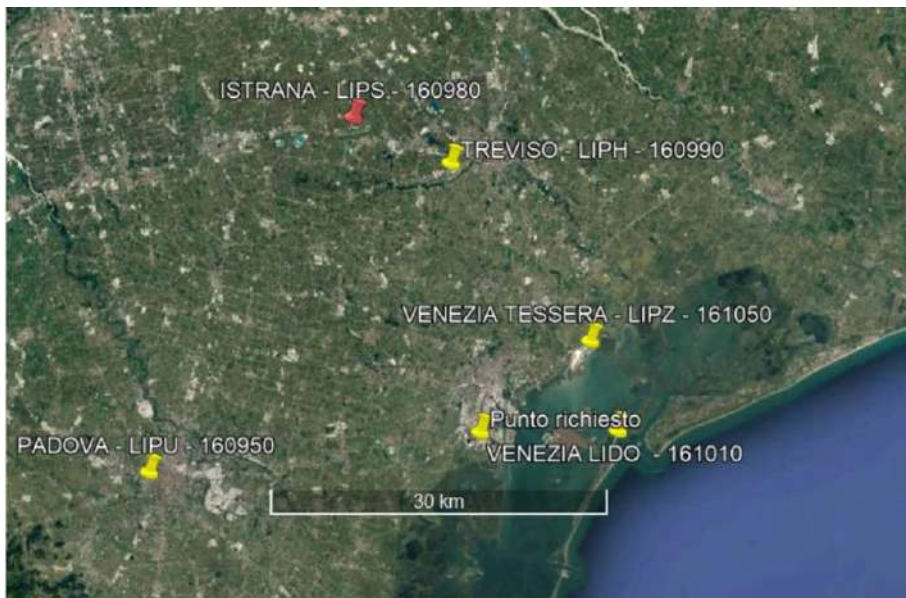 ISTRANA - LIPS - 160980
TREVISO - LIPH - 160990
VENEZIA TESSERA - LIPZ - 161050
Punto richiesto
PADOVA - LIPU - 160950
VENEZIA LIDO - 161010
30 km